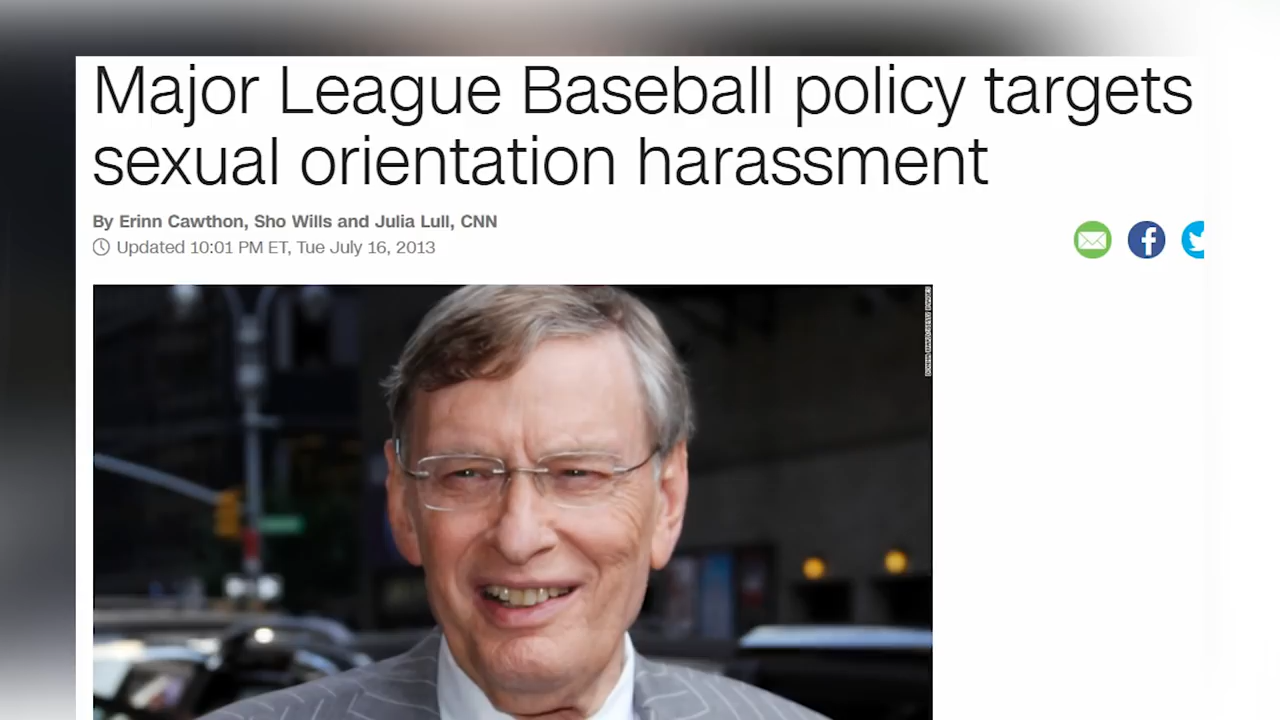 Major League Baseball policy targets
sexual orientation harassment
By Erinn Cawthon, Sho Wills and Julia Lull, CNN
Updated 10:01 PM ET, Tue July 16, 2013